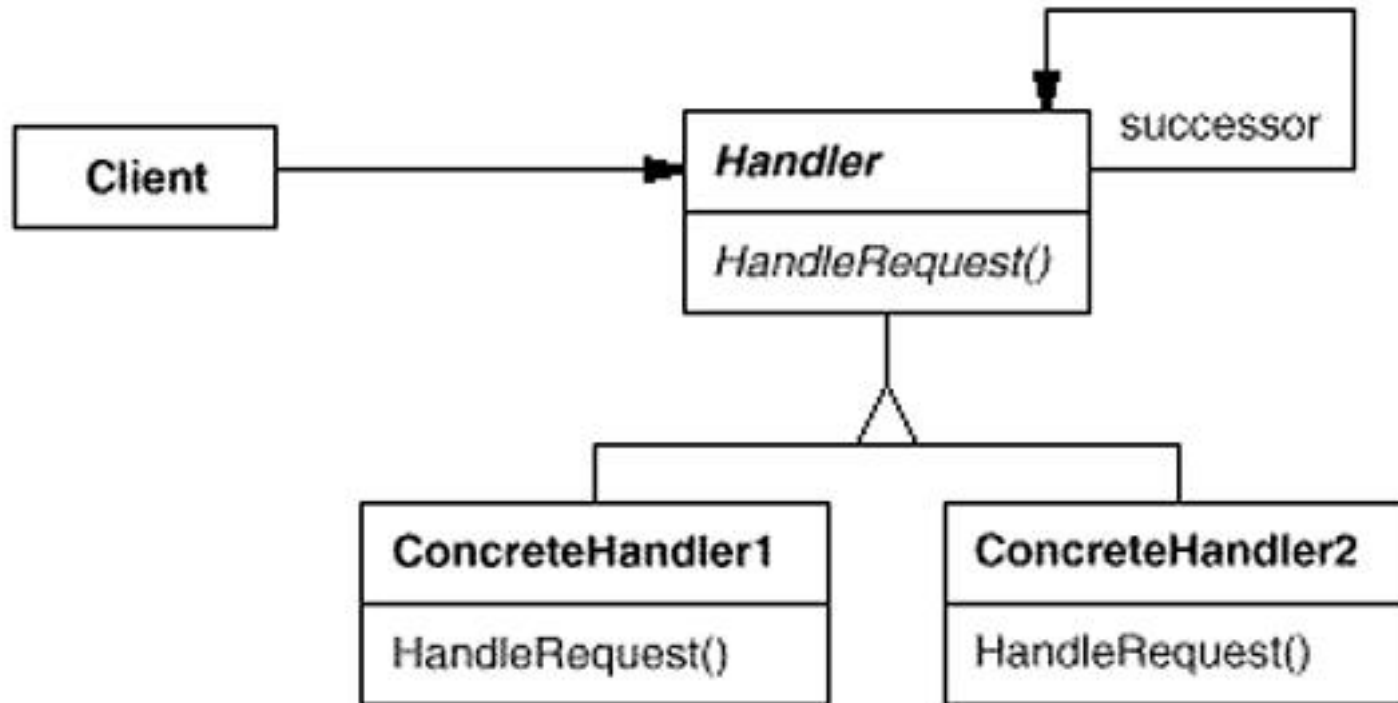 successor
Client
Handler
HandleRequest()
ConcreteHandler1
ConcreteHandler2
HandleRequest()
HandleRequest()